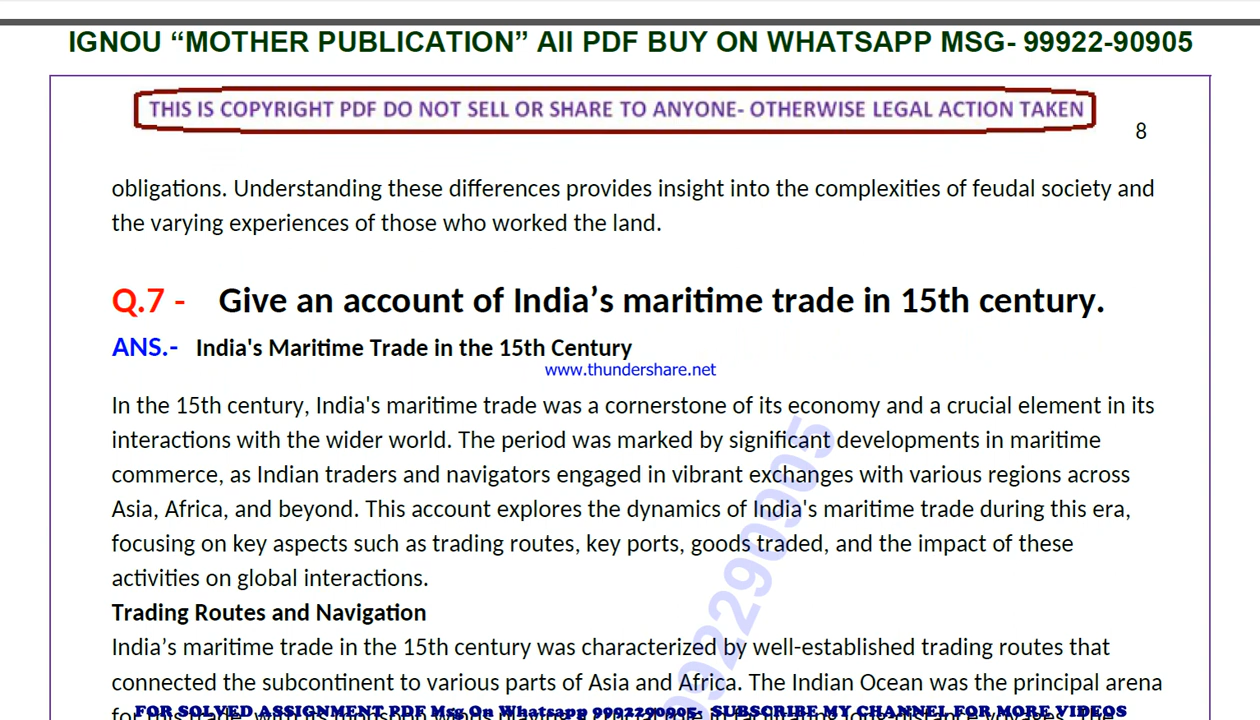 IGNOU “MOTHER PUBLICATION” All PDF BUY ON WHATSAPP MSG- 99922-90905
THIS IS COPYRIGHT PDF DO NOT SELL OR SHARE TO ANYONE- OTHERWISE LEGAL ACTION TAKEN
8
obligations. Understanding these differences provides insight into the complexities of feudal society and
the varying experiences of those who worked the land.
Q.7 - Give an account of India’s maritime trade in 15th century.
ANS.- India's Maritime Trade in the 15th Century
www.thundershare.net
In the 15th century, India's maritime trade was a cornerstone of its economy and a crucial element in its
interactions with the wider world. The period was marked by significant developments in maritime
commerce, as Indian traders and navigators engaged in vibrant exchanges with various regions across
Asia, Africa, and beyond. This account explores the dynamics of India's maritime trade during this era,
focusing on key aspects such as trading routes, key ports, goods traded, and the impact of these
activities on global interactions.
Trading Routes and Navigation
India’s maritime trade in the 15th century was characterized by well-established trading routes that
connected the subcontinent to various parts of Asia and Africa. The Indian Ocean was the principal arena
FOR SOLVED ASSIGNMENT PDF Msg On Whatsapp 9992290905- SUBSCRIBE MY CHANNEL FOR MORE VIDEOS